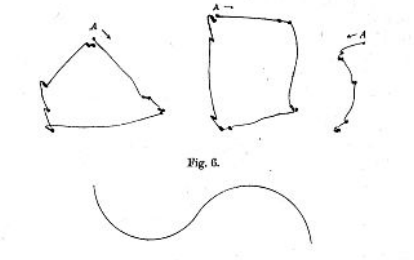 A → A
← A
Fig. 6.